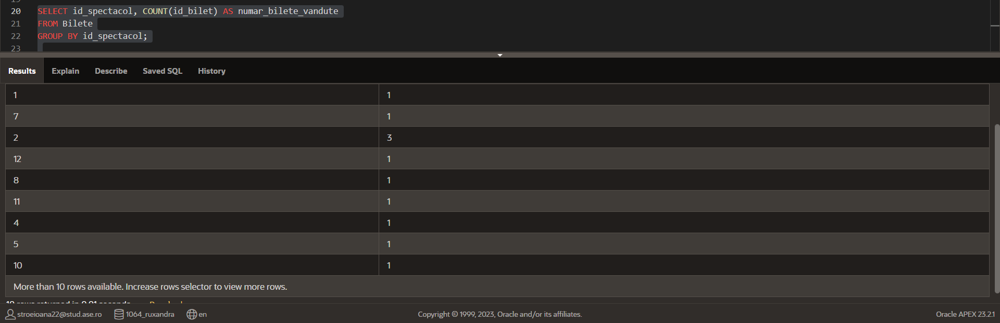 20 SELECT id_spectacol, COUNT(id_bilet) AS numar_bilete_vandute
21 FROM Bilete
22 GROUP BY id_spectacol;
23
Results Explain Describe Saved SQL History
1 1
7 1
2 3
12 1
8 1
11 1
4 1
5 1
10 1
More than 10 rows available. Increase rows selector to view more rows.
stroeioana22@stud.ase.ro 1064_ruxandra en Copyright © 1999, 2023, Oracle and/or its affiliates. Oracle APEX 23.2.1